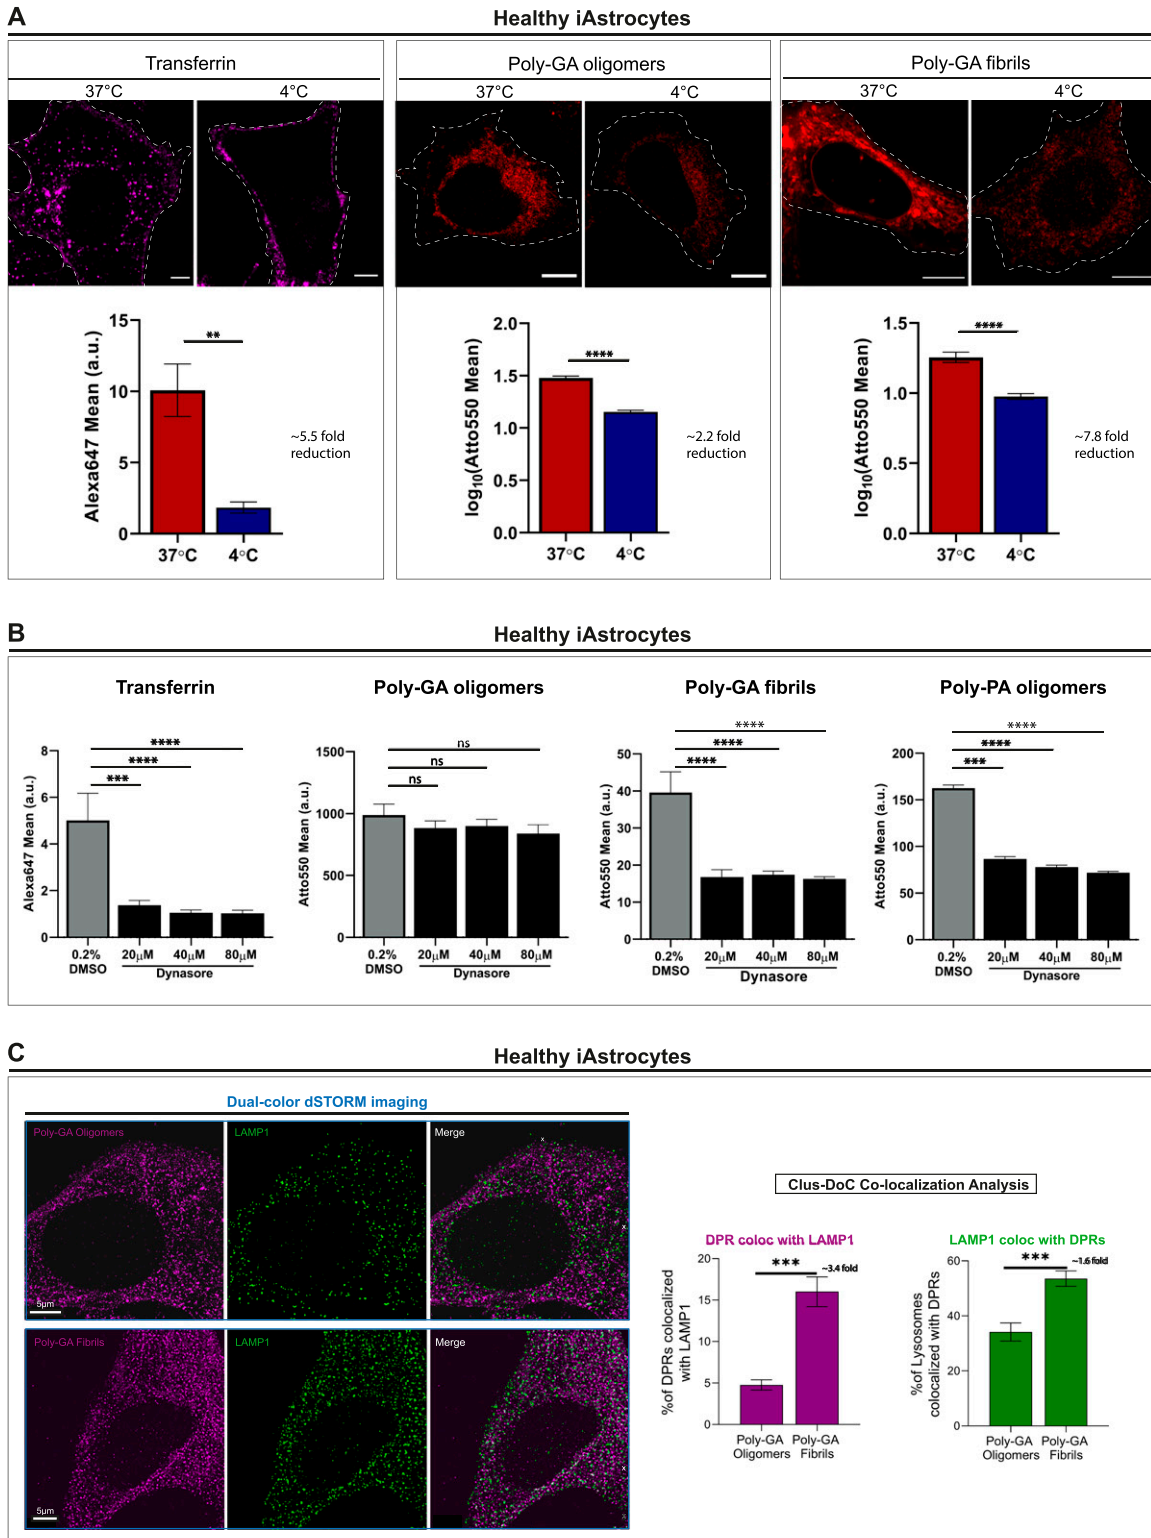 A
Healthy iAstrocytes
Transferrin
37°C
4°C
Poly-GA oligomers
37°C
4°C
Poly-GA fibrils
37°C
4°C
Alexa647 Mean (a.u.)
15
10
5
0
**
37°C
4°C
~5.5 fold
reduction
log10(Atto550 Mean)
2.0
1.5
1.0
0.5
0.0
****
37°C
4°C
~2.2 fold
reduction
log10(Atto550 Mean)
1.5
1.0
0.5
0.0
****
37°C
4°C
~7.8 fold
reduction
B
Healthy iAstrocytes
Transferrin
Alexa647 Mean (a.u.)
8
6
4
2
0
****
****
***
0.2%
DMSO
20μM
40μM
80μM
Dynasore
Poly-GA oligomers
Atto550 Mean (a.u.)
1500
1000
500
0
ns
ns
ns
0.2%
DMSO
20μM
40μM
80μM
Dynasore
Poly-GA fibrils
Atto550 Mean (a.u.)
50
40
30
20
10
0
****
****
****
0.2%
DMSO
20μM
40μM
80μM
Dynasore
Poly-PA oligomers
Atto550 Mean (a.u.)
200
150
100
50
0
****
****
***
0.2%
DMSO
20μM
40μM
80μM
Dynasore
C
Healthy iAstrocytes
Dual-color dSTORM imaging
Poly-GA Oligomers
LAMP1
Merge
x
x
5μm
Poly-GA Fibrils
LAMP1
Merge
x
x
5μm
Clus-DoC Co-localization Analysis
DPR coloc with LAMP1
%of DPRs colocalized
with LAMP1
20
15
10
5
0
***
~3.4 fold
Poly-GA
Oligomers
Poly-GA
Fibrils
LAMP1 coloc with DPRs
%of Lysosomes
colocalized with DPRs
60
40
20
0
***
~1.6 fold
Poly-GA
Oligomers
Poly-GA
Fibrils